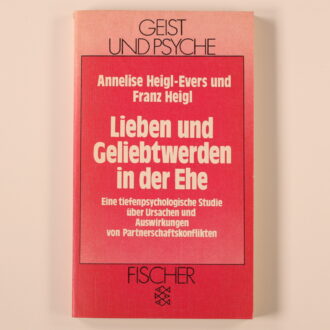 GEIST
UND PSYCHE
Annelise Heigl-Evers und
Franz Heigl
Lieben und
Geliebtwerden
in der Ehe
Eine tiefenpsychologische Studie
über Ursachen und
Auswirkungen
von Partnerschaftskonflikten
FISCHER